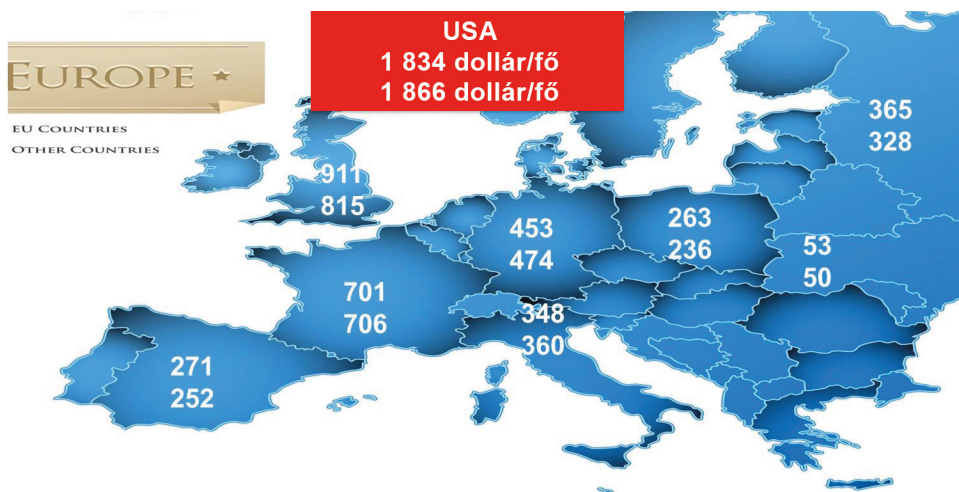 USA
1 834 dollár/fő
1 866 dollár/fő
EUROPE
EU COUNTRIES
OTHER COUNTRIES
365
328
911
815
453
474
263
236
53
50
701
706
348
360
271
252